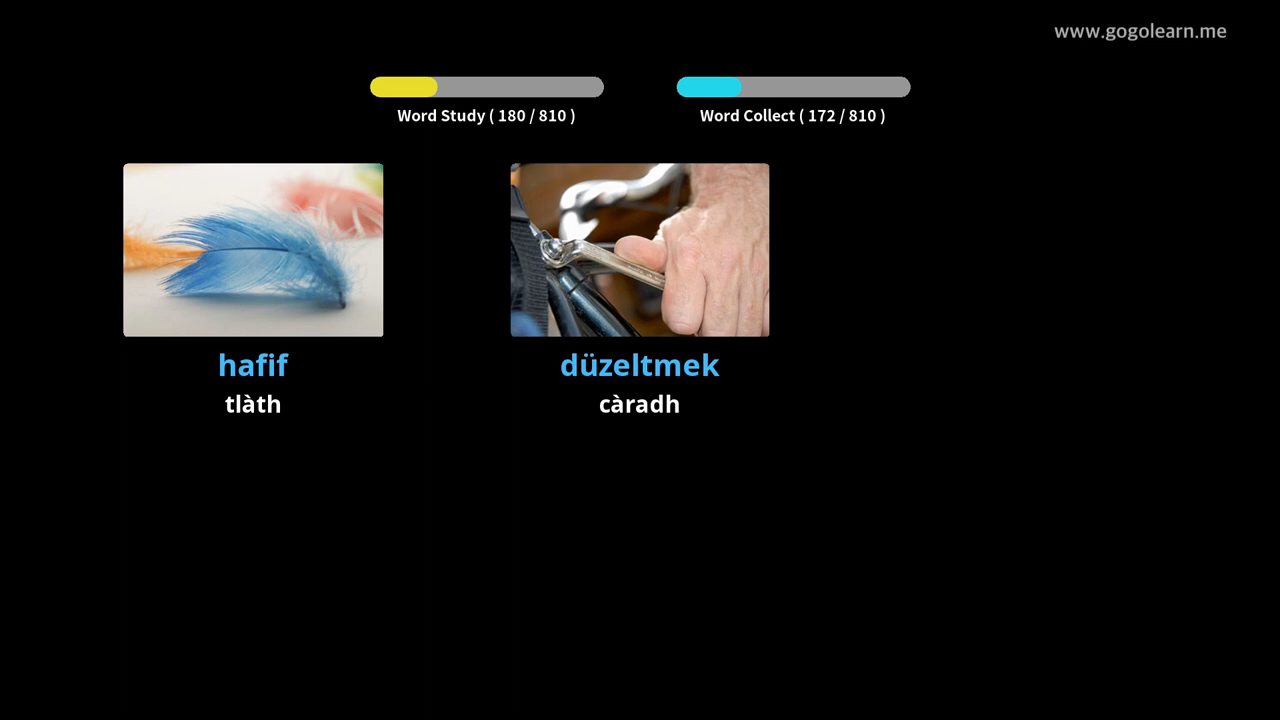 www.gogolearn.me
Word Study ( 180 / 810 )
Word Collect ( 172 / 810 )
hafif
düzeltmek
tlàth
càradh